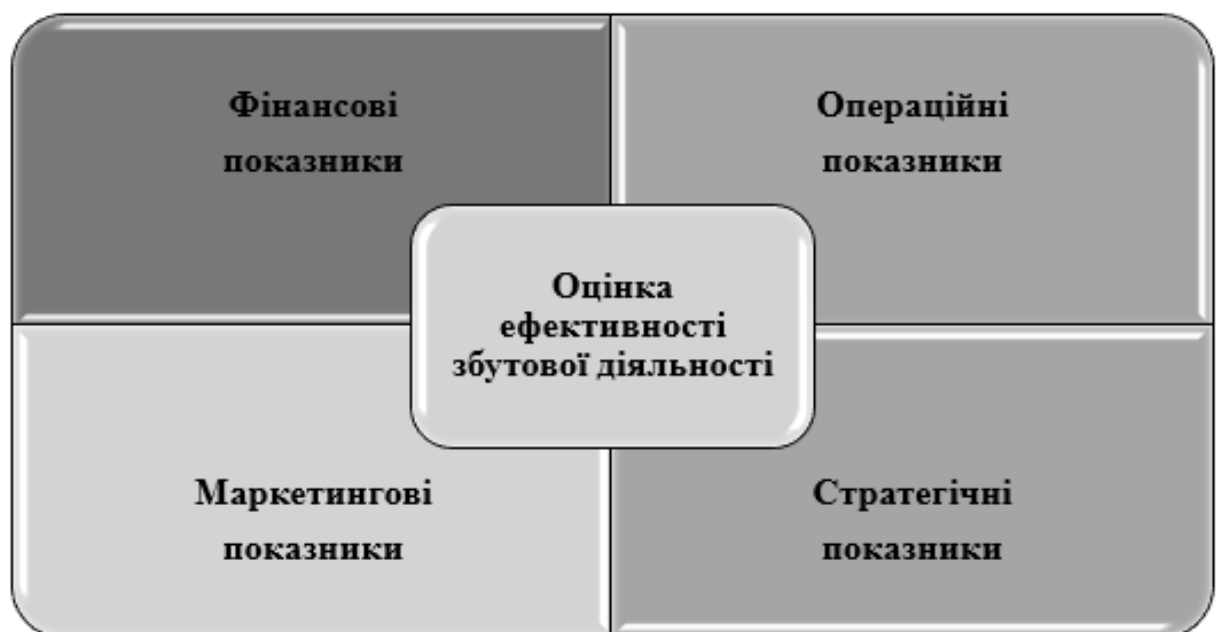 Фінансові
показники
Операційні
показники
Оцінка
ефективності
збутової діяльності
Маркетингові
показники
Стратегічні
показники